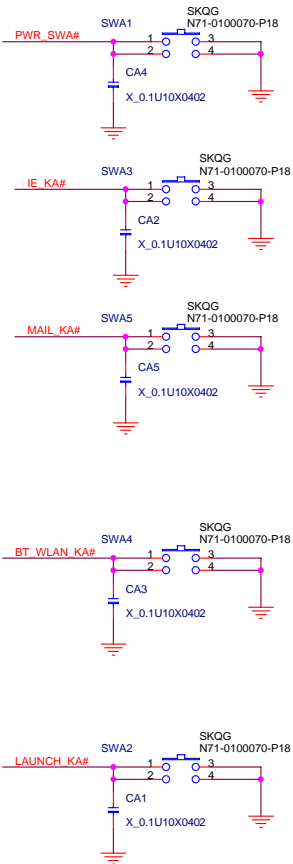 SKQG
SWA1 N71-0100070-P18
PWR_SWA# 1 3
2 4
CA4
X_0.1U10X0402
SKQG
SWA3 N71-0100070-P18
IE_KA# 1 3
2 4
CA2
X_0.1U10X0402
SKQG
SWA5 N71-0100070-P18
MAIL_KA# 1 3
2 4
CA5
X_0.1U10X0402
SKQG
SWA4 N71-0100070-P18
BT_WLAN_KA# 1 3
2 4
CA3
X_0.1U10X0402
SKQG
SWA2 N71-0100070-P18
LAUNCH_KA# 1 3
2 4
CA1
X_0.1U10X0402